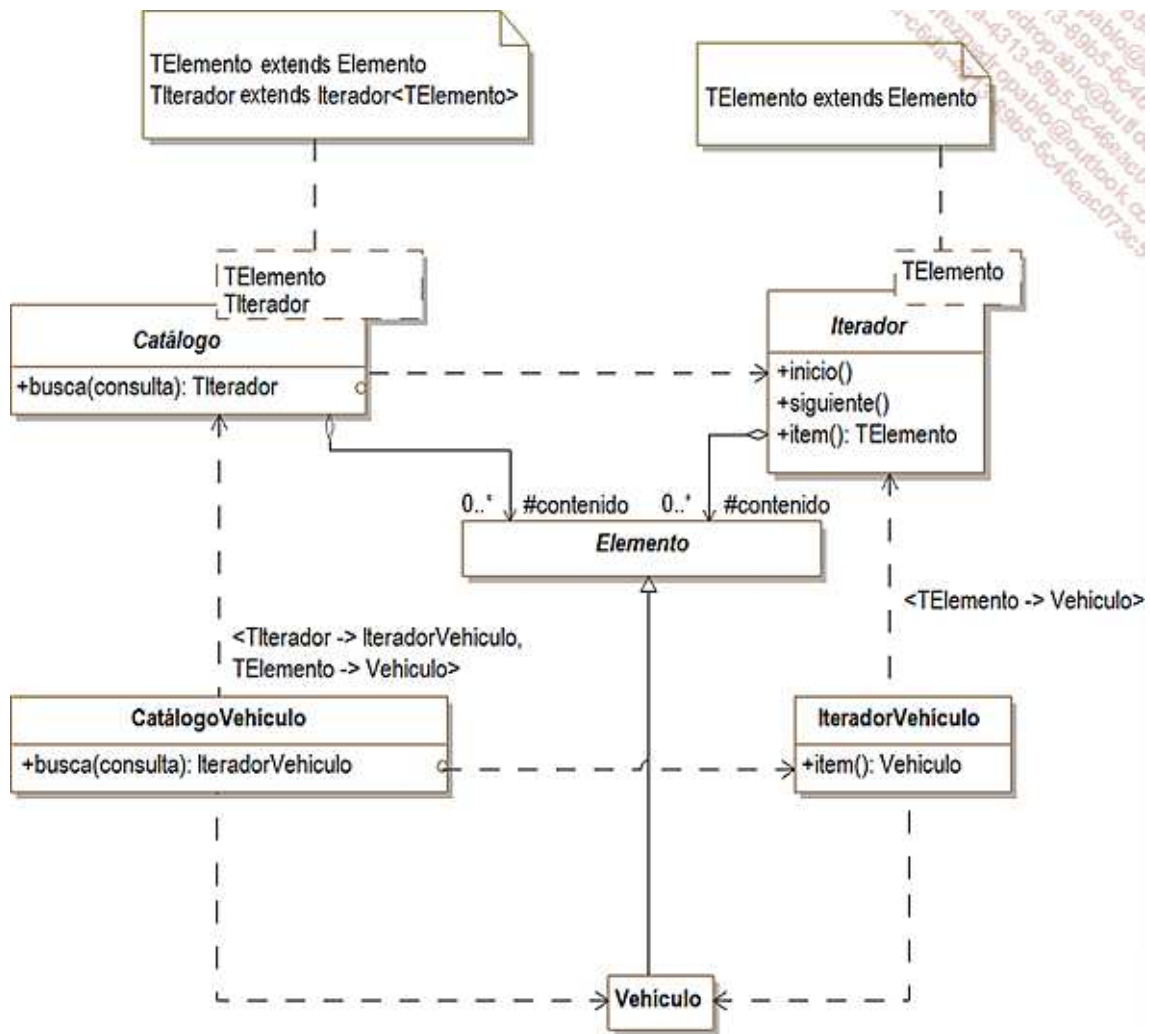 TElemento extends Elemento
TIterador extends Iterador<TElemento>
TElemento extends Elemento
TElemento
TIterador
TElemento
Catálogo
+busca(consulta): TIterador
Iterador
+inicio()
+siguiente()
+item(): TElemento
0..* #contenido
0..* #contenido
Elemento
<TElemento -> Vehiculo>
<TIterador -> IteradorVehiculo,
TElemento -> Vehiculo>
CatálogoVehiculo
+busca(consulta): IteradorVehiculo
IteradorVehículo
+item(): Vehiculo
Vehiculo